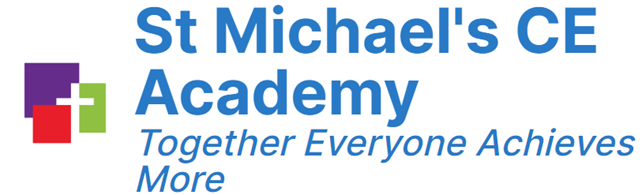 St Michael's CE
Academy
Together Everyone Achieves
More